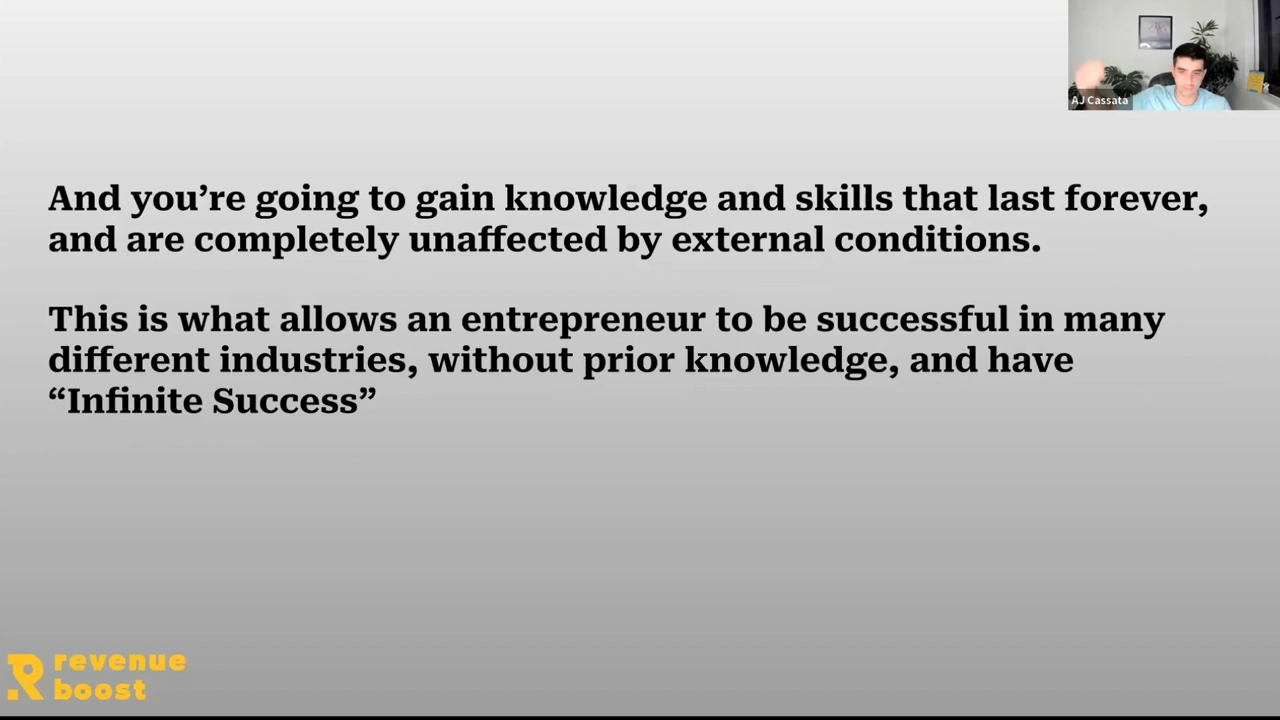 AJ Cassata
And you’re going to gain knowledge and skills that last forever,
and are completely unaffected by external conditions.
This is what allows an entrepreneur to be successful in many
different industries, without prior knowledge, and have
“Infinite Success”
revenue
boost